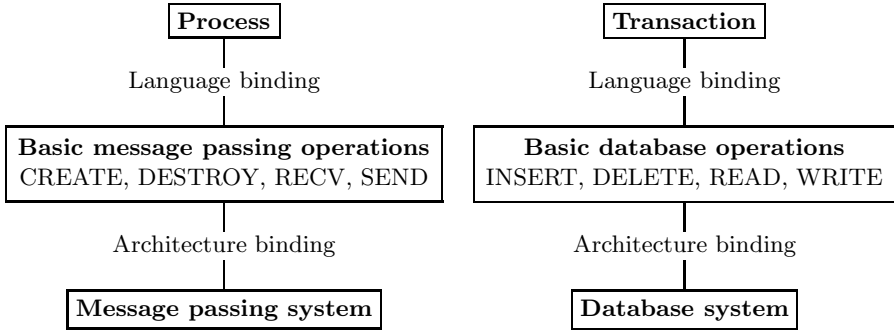 Process
Language binding
Basic message passing operations
CREATE, DESTROY, RECV, SEND
Architecture binding
Message passing system
Transaction
Language binding
Basic database operations
INSERT, DELETE, READ, WRITE
Architecture binding
Database system